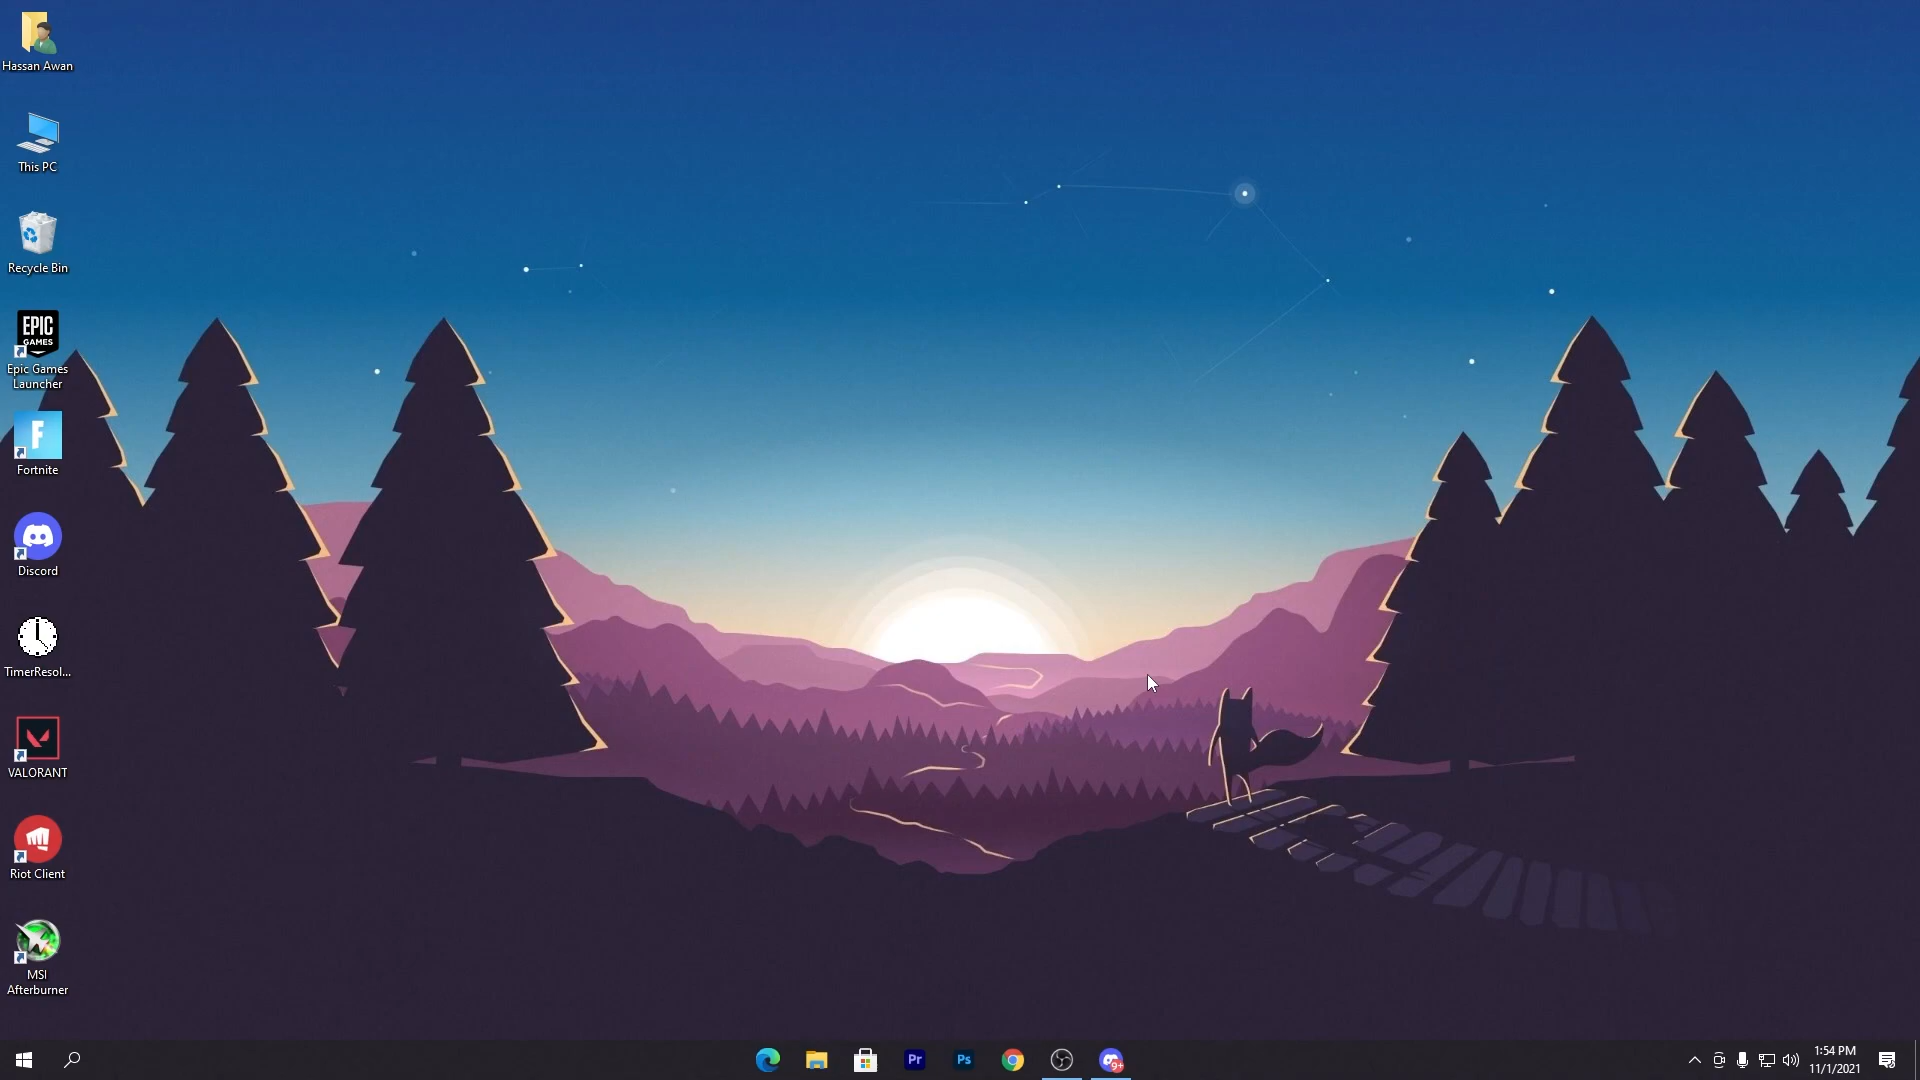 Hassan Awan
This PC
Recycle Bin
EPIC
GAMES
Epic Games
Launcher
F
Fortnite
Discord
TimerResol...
VALORANT
Riot Client
MSI
Afterburner
Pr
Ps
9+
1:54 PM
11/1/2021